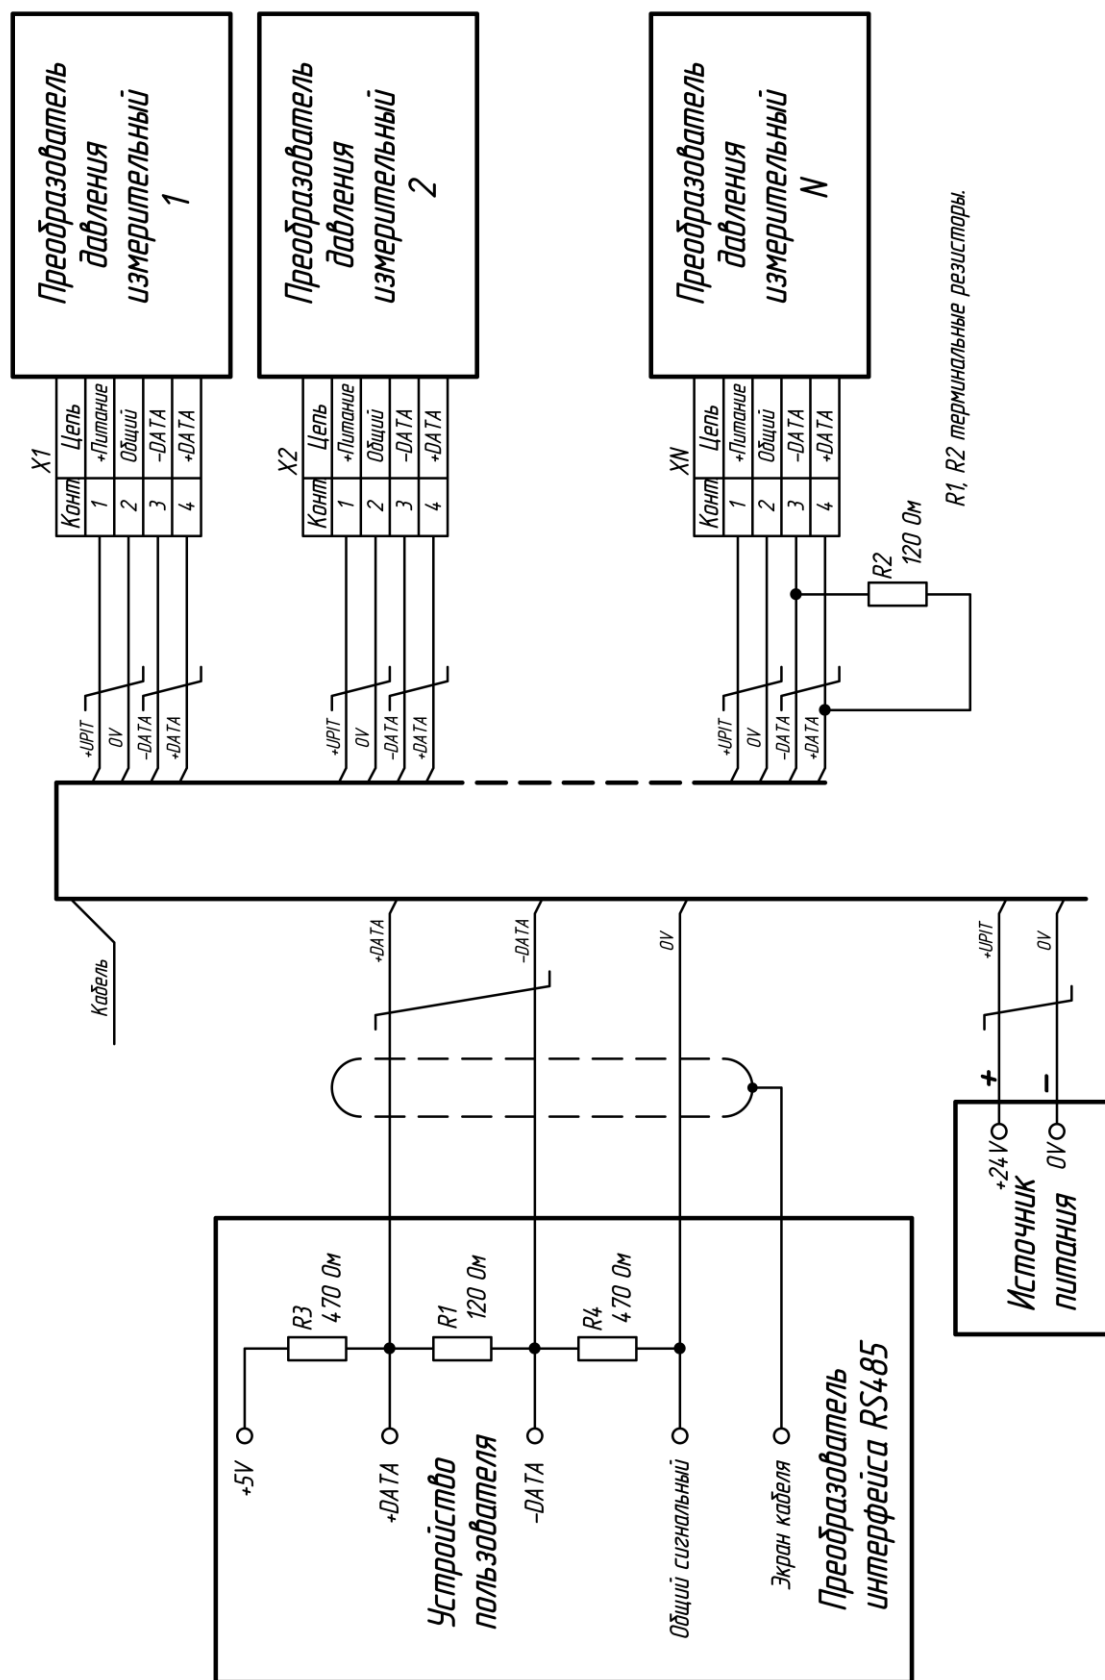 Преобразователь
давления
измерительный
1
Преобразователь
давления
измерительный
2
Преобразователь
давления
измерительный
N
X1
Конт Цепь
1 +Питание
2 Общий
3 -DATA
4 +DATA
X2
Конт Цепь
1 +Питание
2 Общий
3 -DATA
4 +DATA
XN
Конт Цепь
1 +Питание
2 Общий
3 -DATA
4 +DATA
R2
120 Ом
R1, R2 терминальные резисторы.
+UPIT
0V
-DATA
+DATA
+UPIT
0V
-DATA
+DATA
+UPIT
0V
-DATA
+DATA
Кабель
+DATA
-DATA
0V
+UPIT
0V
+
-
+24V
0V
Источник
питания
R3
470 Ом
R1
120 Ом
R4
470 Ом
+5V
+DATA
Устройство
пользователя
-DATA
Общий сигнальный
Экран кабеля
Преобразователь
интерфейса RS485